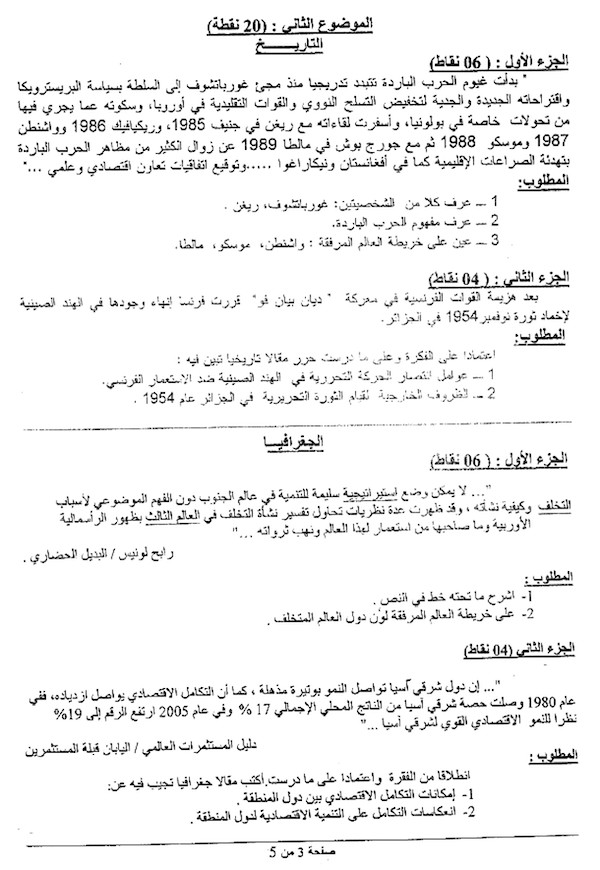 الموضوع الثاني : (20 نقطة)
التاريـــــخ
الجزء الأول : ( 06 نقاط)
" بدأت غيوم الحرب الباردة تتبدد تدريجيا منذ مجئ غورباتشوف إلى السلطة بسياسة البريسترويكا
واقتراحاته الجديدة والجدية لتخفيض التسلح النووي والقوات التقليدية في أوروبا، وسكوته عما يجري فيها
من تحولات خاصة في بولونيا، وأسفرت لقاءاته مع ريغن في جنيف 1985، وريكيافيك 1986 وواشنطن
1987 وموسكو 1988 ثم مع جورج بوش في مالطا 1989 عن زوال الكثير من مظاهر الحرب الباردة
بتهدئة الصراعات الإقليمية كما في أفغانستان ونيكاراغوا .....وتوقيع اتفاقيات تعاون اقتصادي وعلمي ..."
المطلوب:
1 ــ عرف كلا من الشخصيتين: غورباتشوف، ريغن .
2 ــ عرف مفهوم الحرب الباردة.
3 ــ عين على خريطة العالم المرفقة : واشنطن، موسكو، مالطا.
الجزء الثاني : ( 04 نقاط)
بعد هزيمة القوات الفرنسية في معركة " ديان بيان فو" قررت فرنسا إنهاء وجودها في الهند الصينية
لإخماد ثورة نوفمبر 1954 في الجزائر.
المطلوب:
اعتمادا على الفكرة وعلى ما درست حرر مقالا تاريخيا تبين فيه :
1 ــ عوامل انتصار الحركة التحررية في الهند الصينية ضد الاستعمار الفرنسي.
2 ــ الظروف الخارجية لقيام الثورة التحريرية في الجزائر عام 1954 .
الجغرافيـا
الجزء الأول : ( 06 نقاط)
"... لا يمكن وضع إستراتيجية سليمة للتنمية في عالم الجنوب دون الفهم الموضوعي لأسباب
التخلف وكيفية نشأته ، وقد ظهرت عدة نظريات تحاول تفسير نشأة التخلف في العالم الثالث بظهور الرأسمالية
الأوربية وما صاحبها من استعمار لهذا العالم ونهب ثرواته ..."
رابح لونيس / البديل الحضاري .
المطلوب :
1- اشرح ما تحته خط في النص .
2- على خريطة العالم المرفقة لوّن دول العالم المتخلف .
الجزء الثاني (04 نقاط)
"... إن دول شرقي آسيا تواصل النمو بوتيرة مذهلة ، كما أن التكامل الاقتصادي يواصل ازدياده، ففي
عام 1980 وصلت حصة شرقي آسيا من الناتج المحلي الإجمالي 17 % وفي عام 2005 ارتفع الرقم إلى 19%
نظرا للنمو الاقتصادي القوي لشرقي آسيا ..."
دليل المستثمرات العالمي / اليابان قبلة المستثمرين
المطلوب :
انطلاقا من الفقرة واعتمادا على ما درست.أكتب مقالا جغرافيا تجيب فيه عن:
1- إمكانات التكامل الاقتصادي بين دول المنطقة .
2- انعكاسات التكامل على التنمية الاقتصادية لدول المنطقة .
صفحة 3 من 5